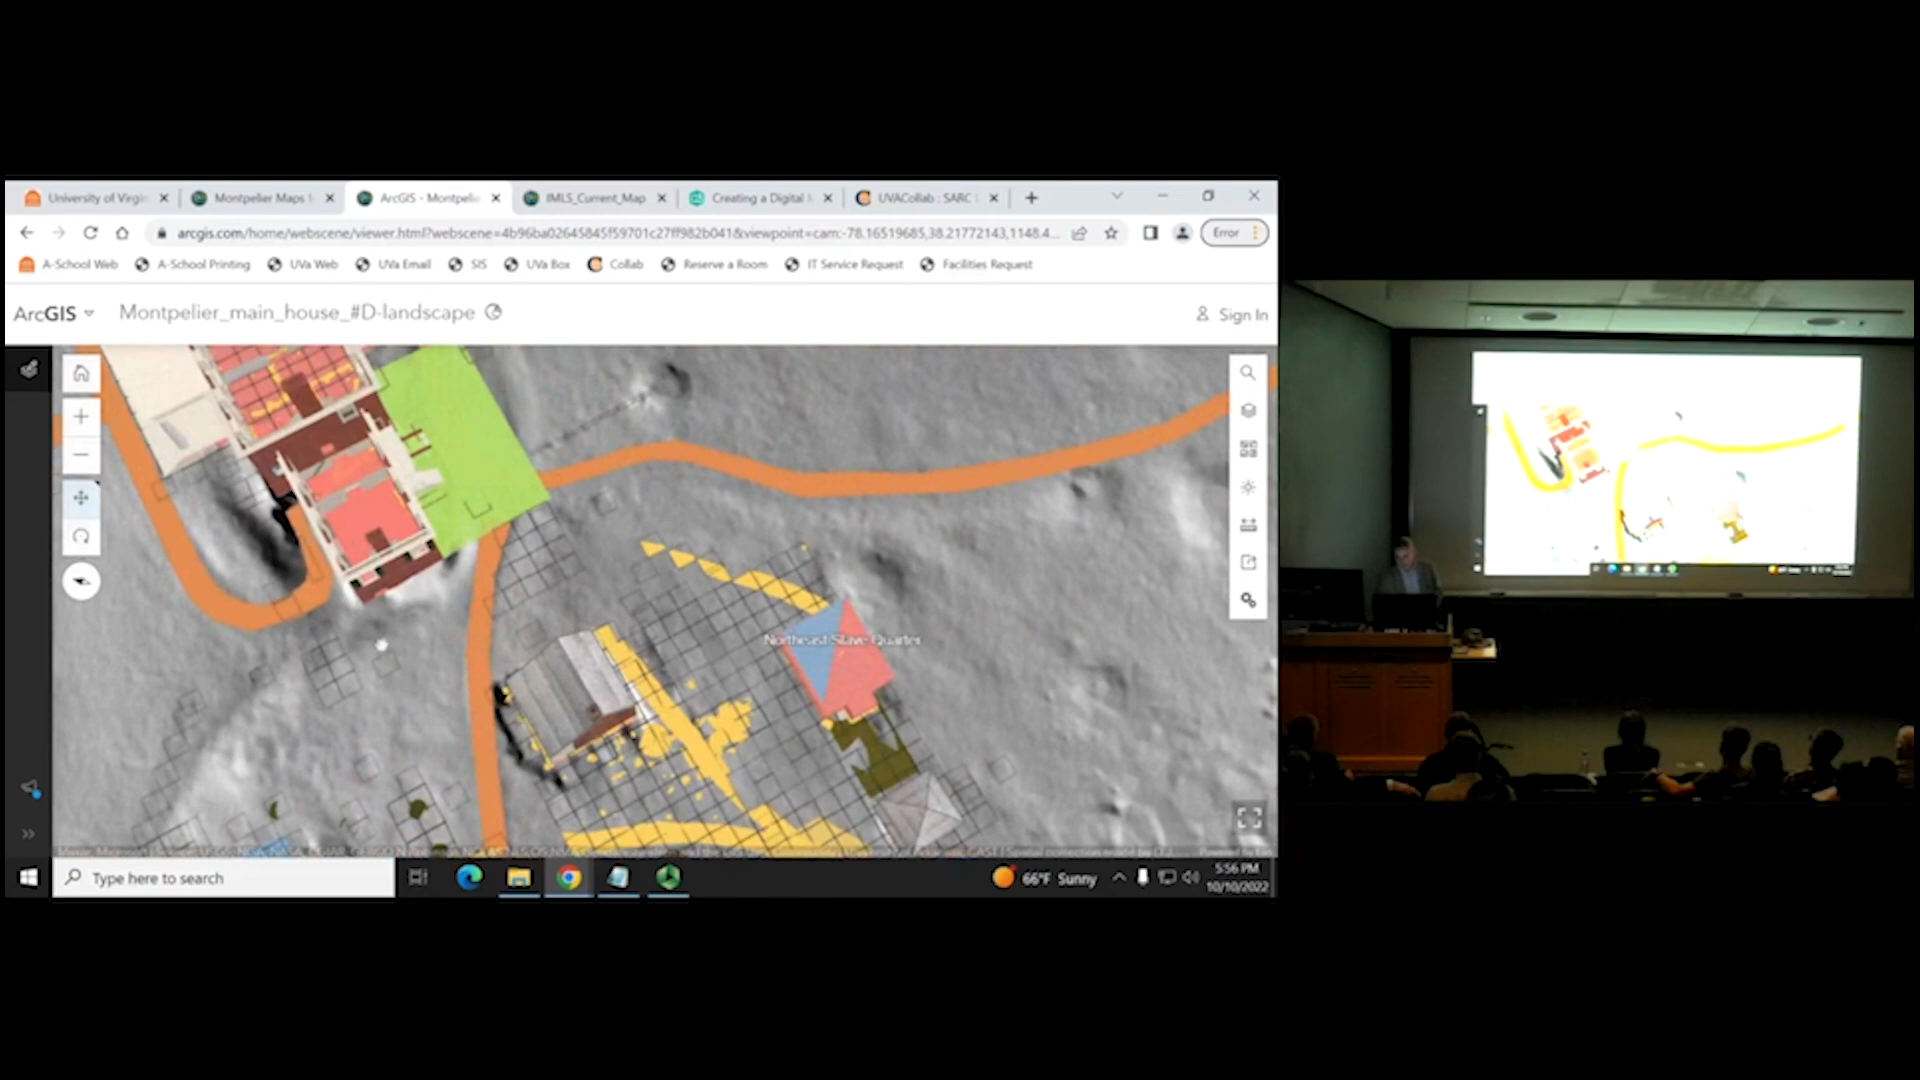 University of Virgin
Montpelier Maps
ArcGIS - Montpelie
IMLS_Current_Map
Creating a Digital
UVACollab : SARC
arcgis.com/home/webscene/viewer.html?webscene=4b96ba02645845f59701c27ff982b041&viewpoint=cam:-78.16519685,38.21772143,1148.4...
Error
A-School Web
A-School Printing
UVa Web
UVa Email
SIS
UVa Box
Collab
Reserve a Room
IT Service Request
Facilities Request
ArcGIS
Montpelier_main_house_#D-landscape
Sign In
Northeast Slave Quarter
Type here to search
66°F Sunny
5:56 PM
10/10/2022